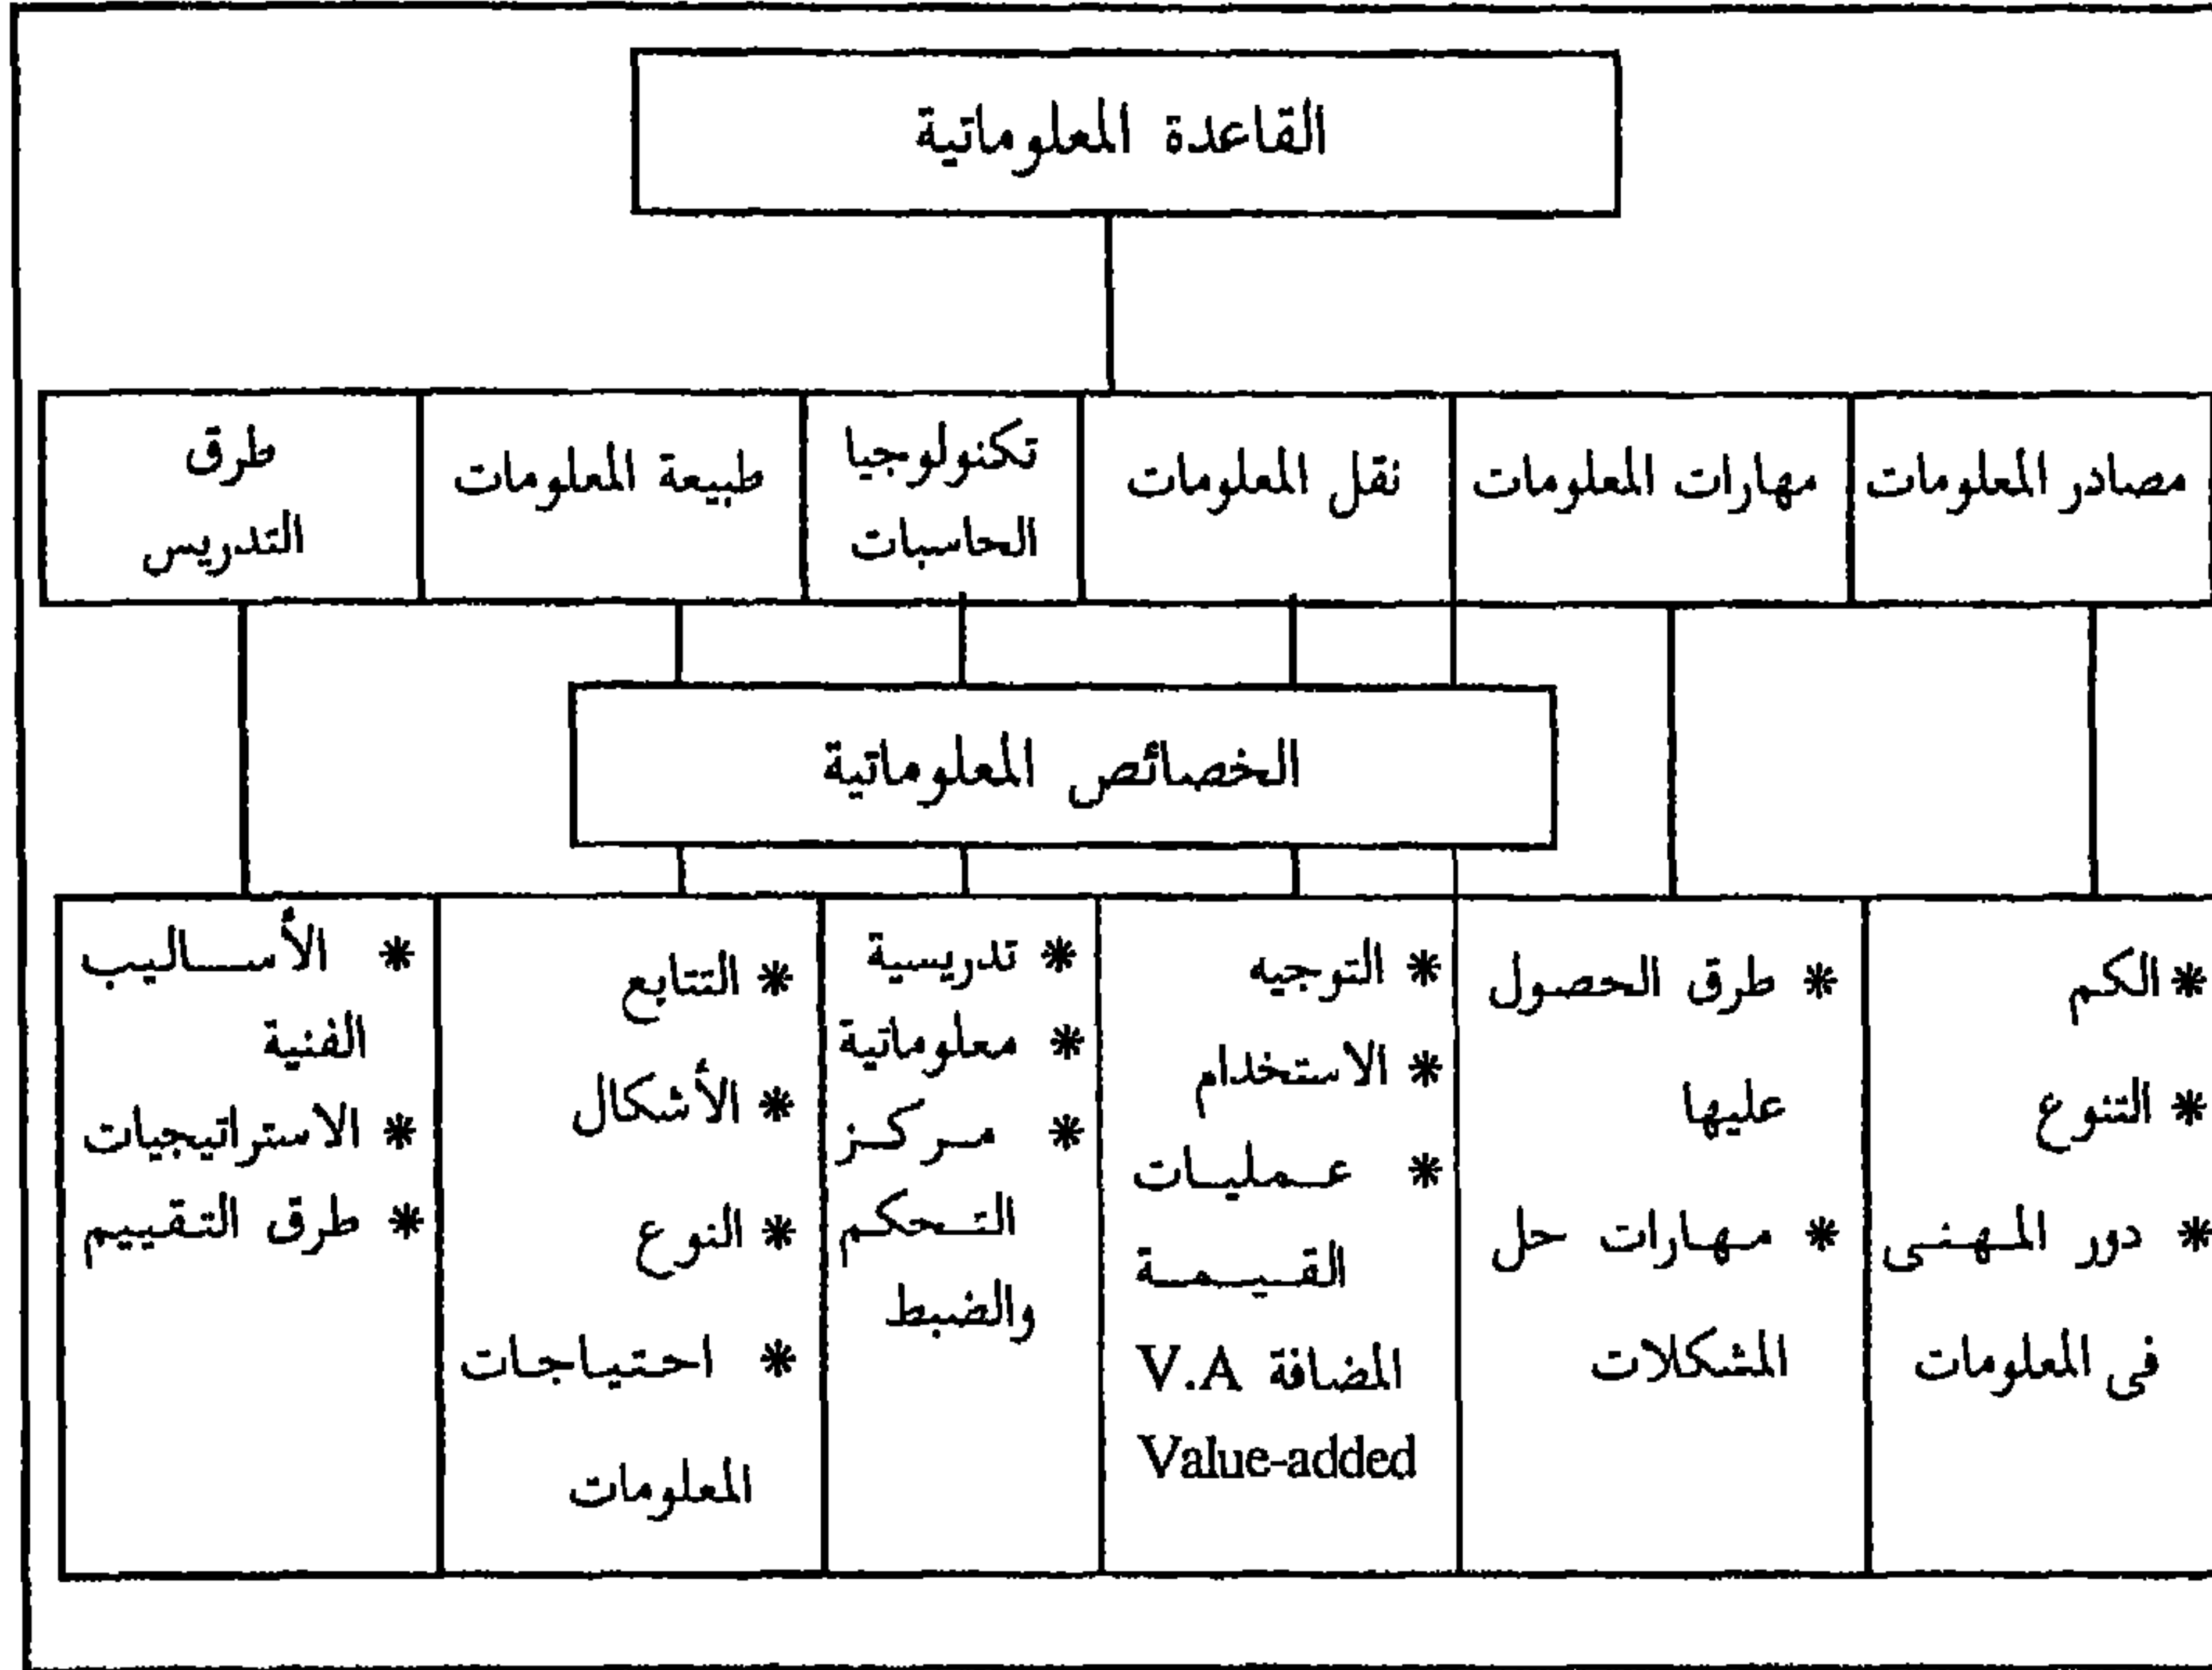 القاعدة المعلوماتية
مصادر المعلومات
مهارات المعلومات
نقل المعلومات
تكنولوجيا
الحاسبات
طبيعة المعلومات
طرق
التدريس
الخصائص المعلوماتية
* الكم
* التنوع
* دور المهنى
فى المعلومات
* طرق الحصول
عليها
* مهارات حل
المشكلات
* التوجيه
* الاستخدام
* عمليات
القيمة
المضافة V.A
Value-added
* تدريسية
* معلوماتية
* مركز
التحكم
والضبط
* التتابع
* الأشكال
* النوع
* احتياجات
المعلومات
* الأساليب
الفنية
* الاستراتيجيات
* طرق التقييم